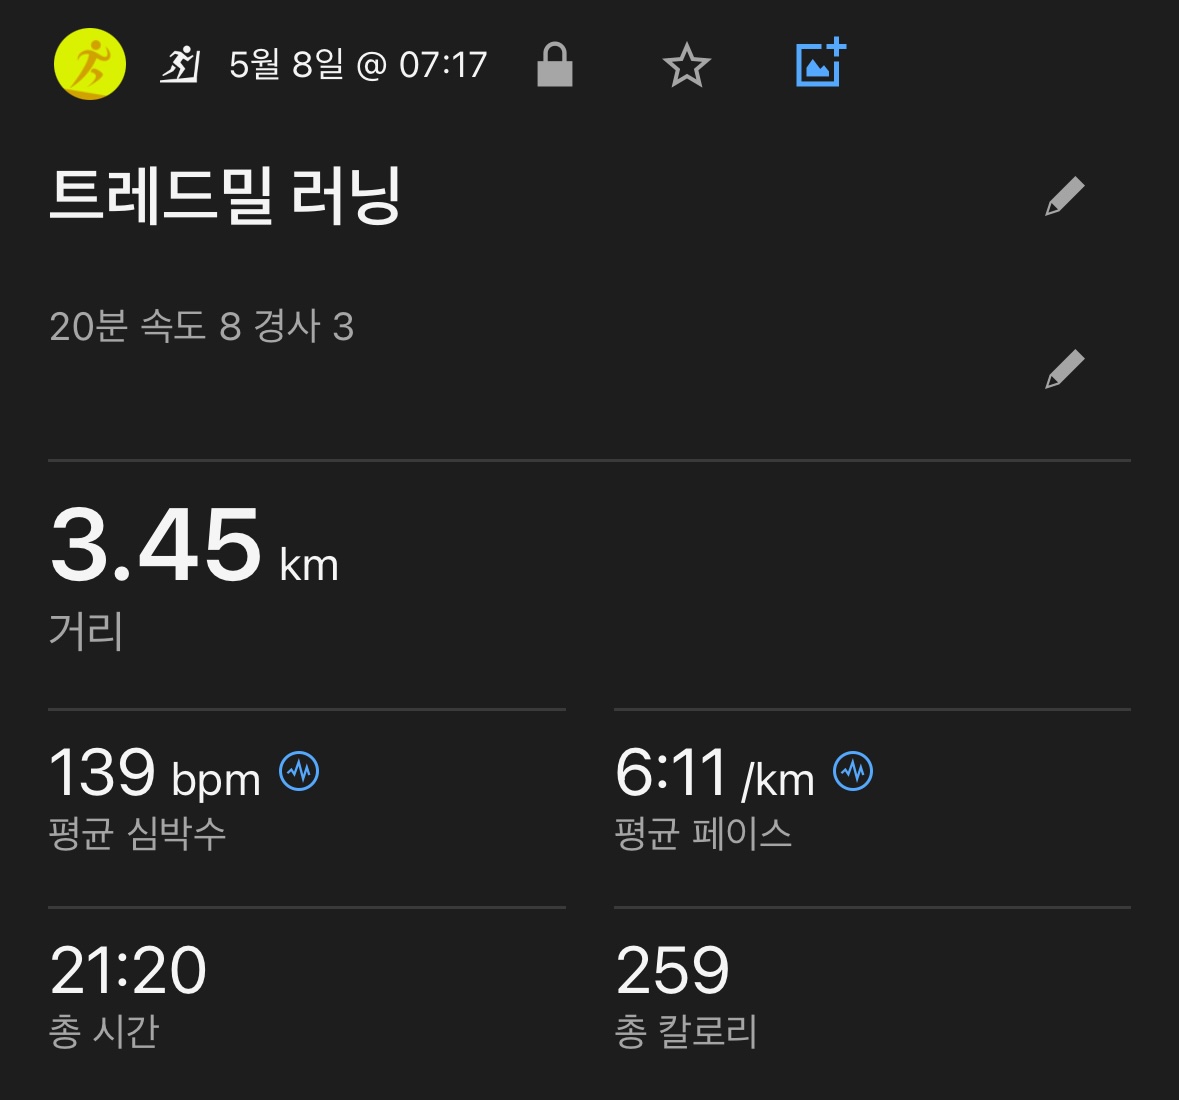 5월 8일 @ 07:17
트레드밀 러닝
20분 속도 8 경사 3
3.45 km
거리
139 bpm
평균 심박수
6:11 /km
평균 페이스
21:20
총 시간
259
총 칼로리